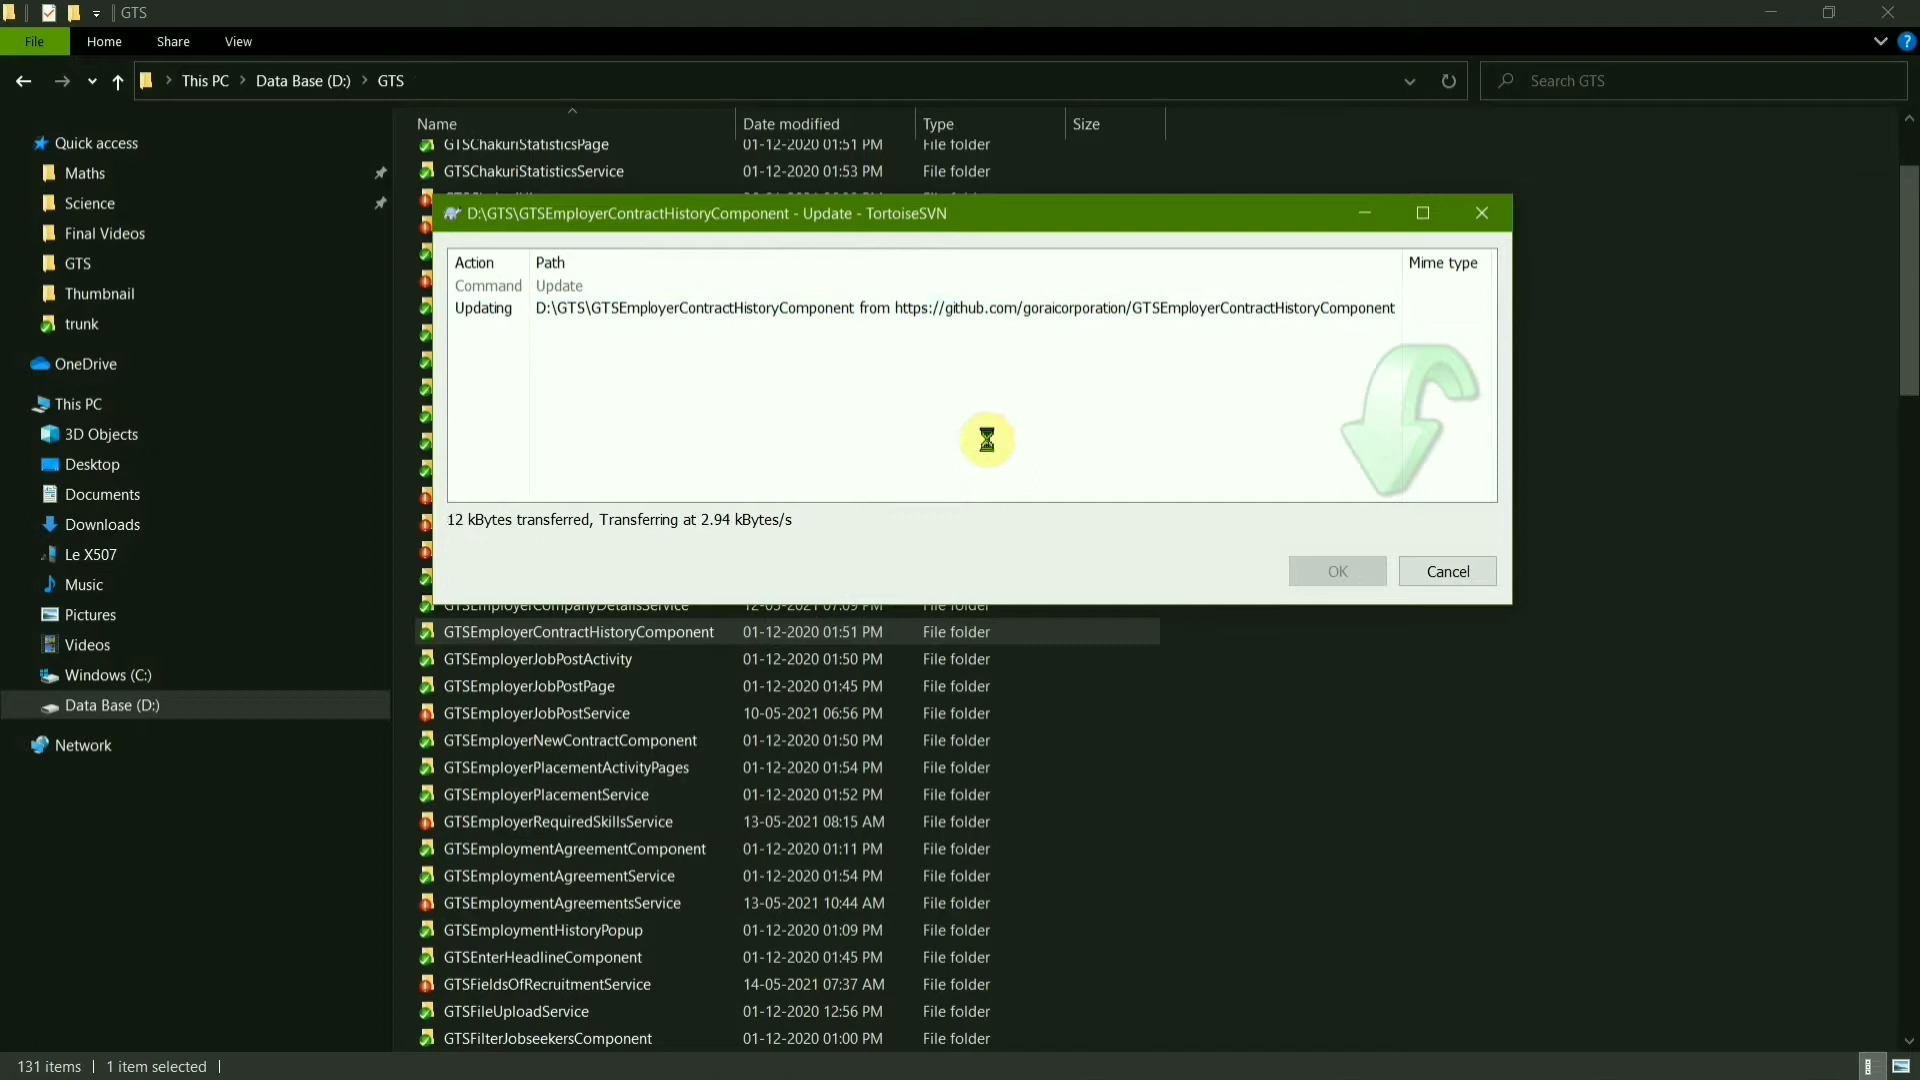 GTS
File Home Share View
This PC > Data Base (D:) > GTS
Search GTS
Name Date modified Type Size
Quick access
Maths
Science
Final Videos
GTS
Thumbnail
trunk
OneDrive
This PC
3D Objects
Desktop
Documents
Downloads
Le X507
Music
Pictures
Videos
Windows (C:)
Data Base (D:)
Network
GTSChakuriStatisticsPage 01-12-2020 01:51 PM File folder
GTSChakuriStatisticsService 01-12-2020 01:53 PM File folder
D:\GTS\GTSEmployerContractHistoryComponent - Update - TortoiseSVN
Action Path Mime type
Command Update
Updating D:\GTS\GTSEmployerContractHistoryComponent from https://github.com/goraicorporation/GTSEmployerContractHistoryComponent
12 kBytes transferred, Transferring at 2.94 kBytes/s
OK Cancel
GTSEmployerCompanyDetailsService 12-05-2021 07:09 PM File folder
GTSEmployerContractHistoryComponent 01-12-2020 01:51 PM File folder
GTSEmployerJobPostActivity 01-12-2020 01:50 PM File folder
GTSEmployerJobPostPage 01-12-2020 01:45 PM File folder
GTSEmployerJobPostService 10-05-2021 06:56 PM File folder
GTSEmployerNewContractComponent 01-12-2020 01:50 PM File folder
GTSEmployerPlacementActivityPages 01-12-2020 01:54 PM File folder
GTSEmployerPlacementService 01-12-2020 01:52 PM File folder
GTSEmployerRequiredSkillsService 13-05-2021 08:15 AM File folder
GTSEmploymentAgreementComponent 01-12-2020 01:11 PM File folder
GTSEmploymentAgreementService 01-12-2020 01:54 PM File folder
GTSEmploymentAgreementsService 13-05-2021 10:44 AM File folder
GTSEmploymentHistoryPopup 01-12-2020 01:09 PM File folder
GTSEnterHeadlineComponent 01-12-2020 01:45 PM File folder
GTSFieldsOfRecruitmentService 14-05-2021 07:37 AM File folder
GTSFileUploadService 01-12-2020 12:56 PM File folder
GTSFilterJobseekersComponent 01-12-2020 01:00 PM File folder
131 items 1 item selected